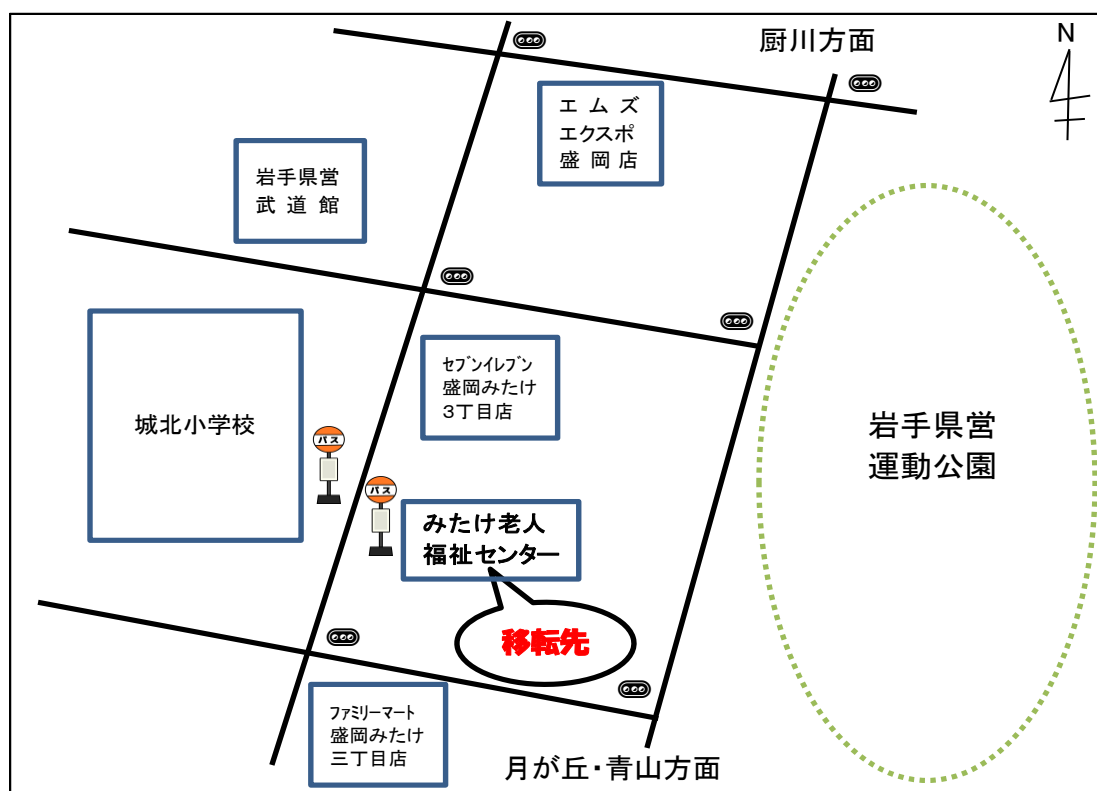 厨川方面
N
エムズ
エクスポ
盛岡店
岩手県営
武道館
セブンイレブン
盛岡みたけ
3丁目店
城北小学校
岩手県営
運動公園
バス
バス
みたけ老人
福祉センター
移転先
ファミリーマート
盛岡みたけ
三丁目店
月が丘・青山方面